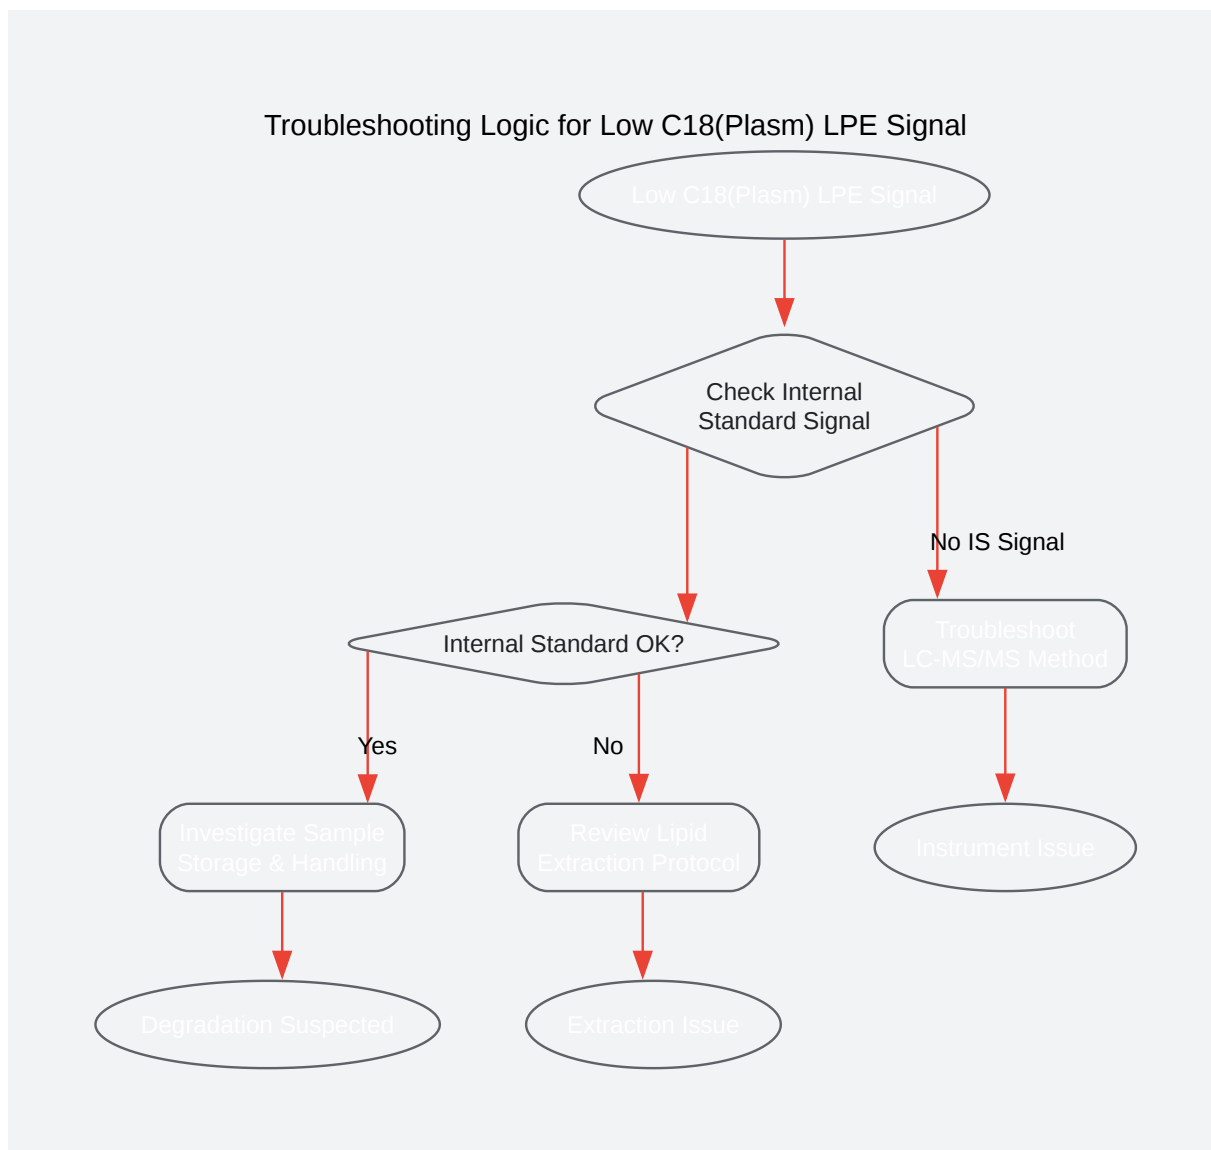 Troubleshooting Logic for Low C18(Plasm) LPE Signal
Low C18(Plasm) LPE Signal
Check Internal
Standard Signal
No IS Signal
Internal Standard OK?
Troubleshoot
LC-MS/MS Method
Yes
No
Investigate Sample
Storage & Handling
Review Lipid
Extraction Protocol
Instrument Issue
Degradation Suspected
Extraction Issue